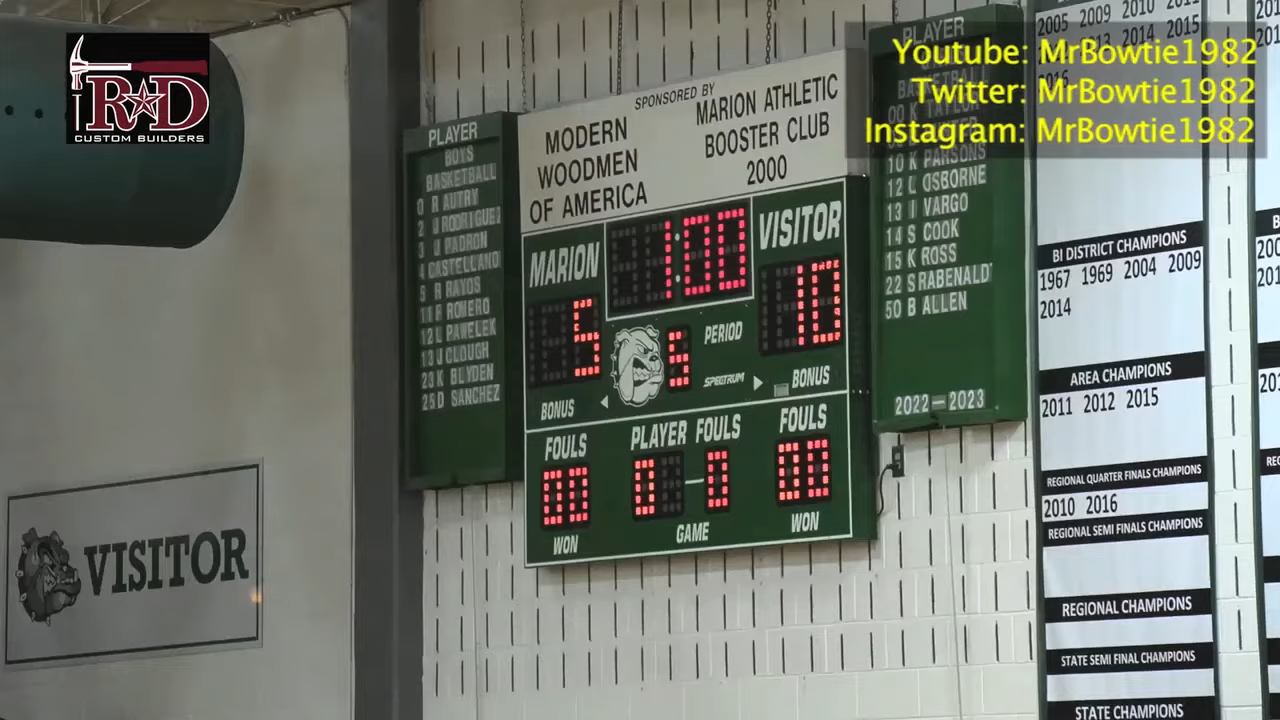 R★D
CUSTOM BUILDERS
Youtube: MrBowtie1982
Twitter: MrBowtie1982
Instagram: MrBowtie1982
PLAYER
BOYS
BASKETBALL
0 R AUTRY
2 J RODRIGUEZ
3 J PADRON
4 CASTELLANO
5 R RAYOS
11 F ROMERO
12 L PAWELEK
13 J CLOUGH
23 K BLYDEN
25 D SANCHEZ
SPONSORED BY
MODERN
WOODMEN
OF AMERICA
MARION ATHLETIC
BOOSTER CLUB
2000
MARION
1:00
VISITOR
5
10
5
PERIOD
SPECTRUM
BONUS
BONUS
FOULS
PLAYER FOULS
FOULS
00
0-0
00
WON
GAME
WON
PLAYER
BASKETBALL
00 K TAYLOR
10 K PARSONS
12 L OSBORNE
13 I VARGO
14 S COOK
15 K ROSS
22 S RABENALDT
50 B ALLEN
2022-2023
2005 2009 2010 2011
2013 2014 2015
2016
BI DISTRICT CHAMPIONS
1967 1969 2004 2009
2014
AREA CHAMPIONS
2011 2012 2015
REGIONAL QUARTER FINALS CHAMPIONS
2010 2016
REGIONAL SEMI FINALS CHAMPIONS
REGIONAL CHAMPIONS
STATE SEMI FINAL CHAMPIONS
STATE CHAMPIONS
VISITOR